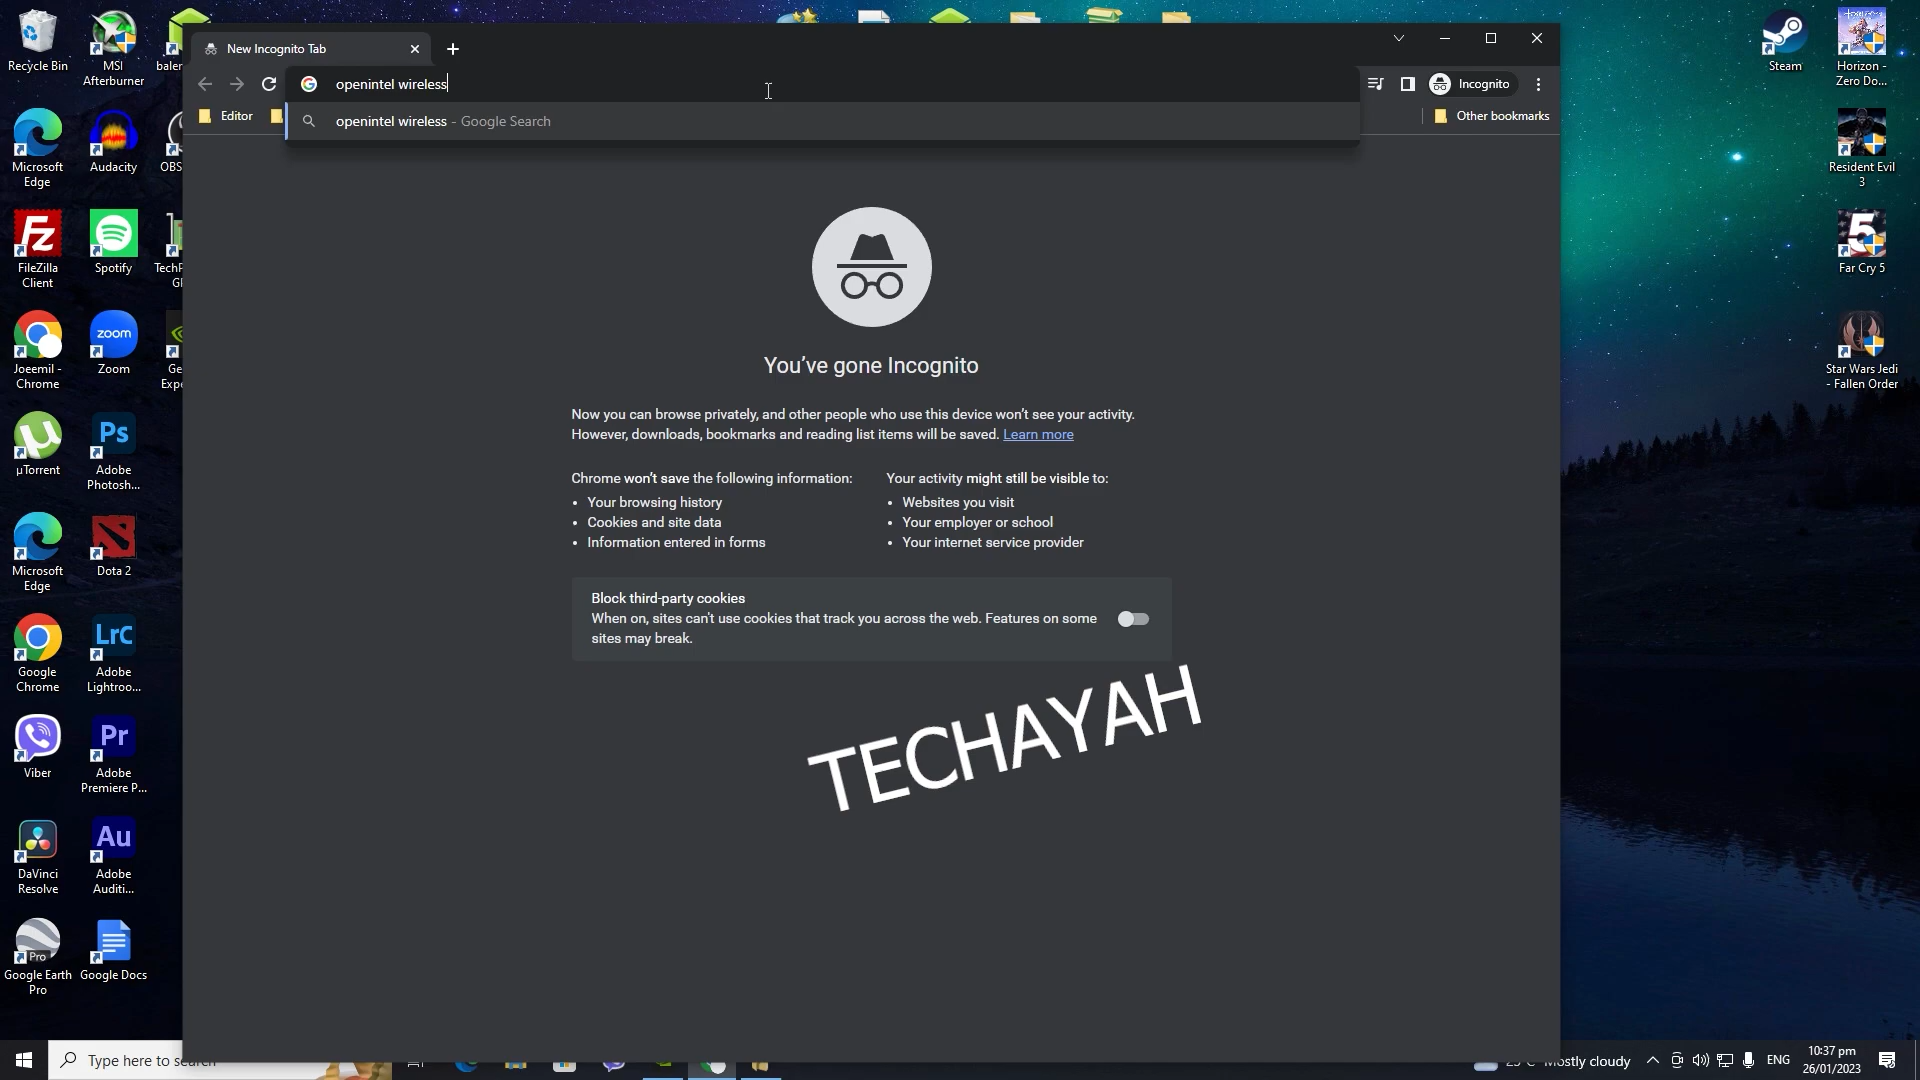 New Incognito Tab
openintel wireless
Incognito
Editor
openintel wireless - Google Search
Other bookmarks
You've gone Incognito
Now you can browse privately, and other people who use this device won't see your activity.
However, downloads, bookmarks and reading list items will be saved. Learn more
Chrome won't save the following information:
Your browsing history
Cookies and site data
Information entered in forms
Your activity might still be visible to:
Websites you visit
Your employer or school
Your internet service provider
Block third-party cookies
When on, sites can't use cookies that track you across the web. Features on some
sites may break.
TECHAYAH
Recycle Bin
MSI
Afterburner
Microsoft
Edge
Audacity
FileZilla
Client
Spotify
Joeemil -
Chrome
zoom
Zoom
µTorrent
Ps
Adobe
Photosh...
Microsoft
Edge
Dota 2
Google
Chrome
LrC
Adobe
Lightroo...
Viber
Pr
Adobe
Premiere P...
DaVinci
Resolve
Au
Adobe
Auditi...
Pro
Google Earth
Pro
Google Docs
Steam
Horizon -
Zero Do...
Resident Evil
3
5
Far Cry 5
Star Wars Jedi
- Fallen Order
Type here to search
Mostly cloudy
ENG
10:37 pm
26/01/2023